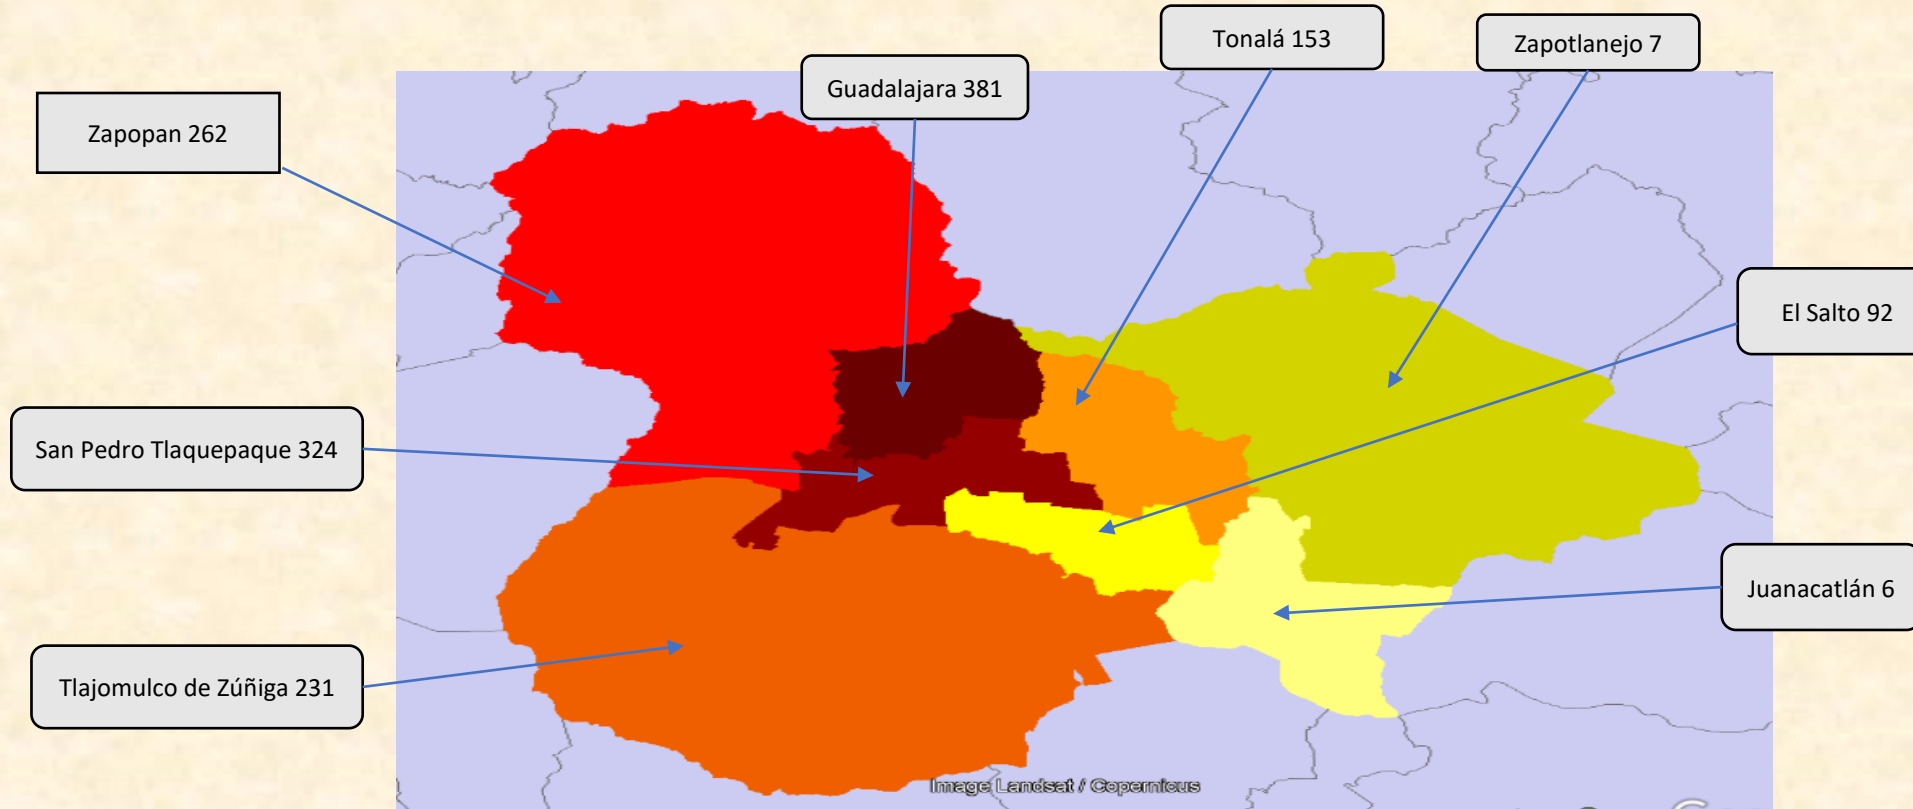 Tonalá 153
Zapotlanejo 7
Guadalajara 381
Zapopan 262
El Salto 92
San Pedro Tlaquepaque 324
Juanacatlán 6
Tlajomulco de Zúñiga 231
Image Landsat / Copernicus